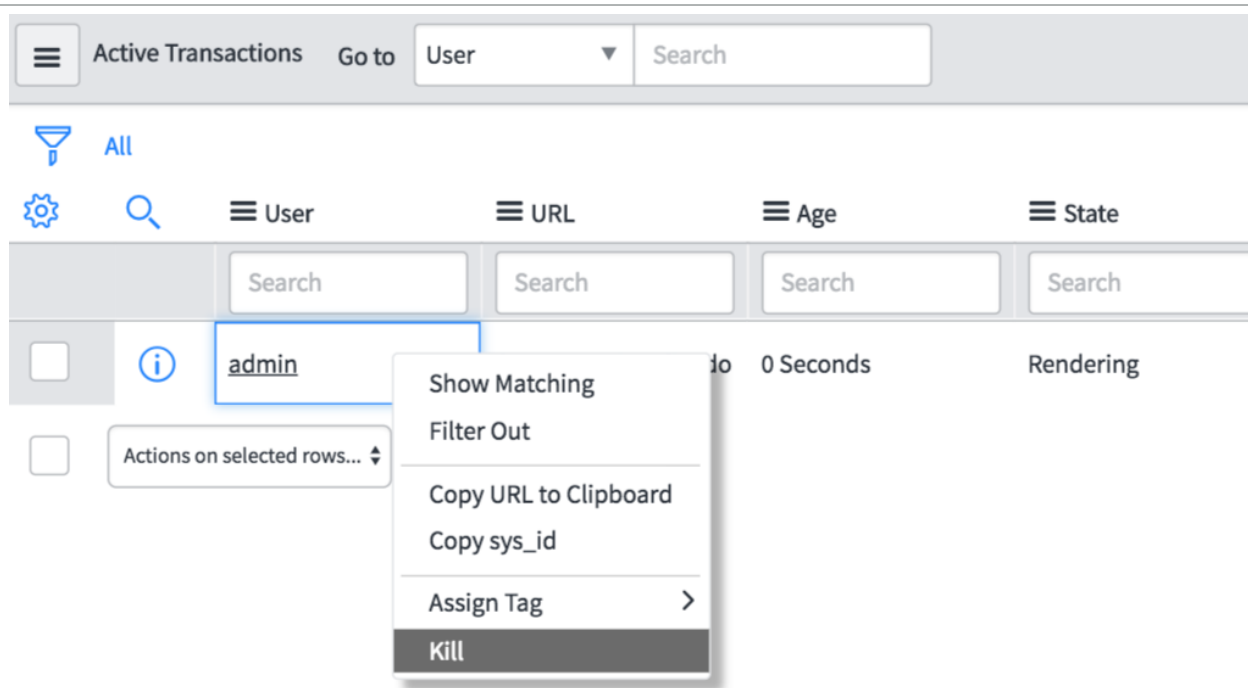 Active Transactions Go to User Search
All
User URL Age State
Search Search Search Search
admin do 0 Seconds Rendering
Show Matching
Filter Out
Actions on selected rows...
Copy URL to Clipboard
Copy sys_id
Assign Tag
Kill